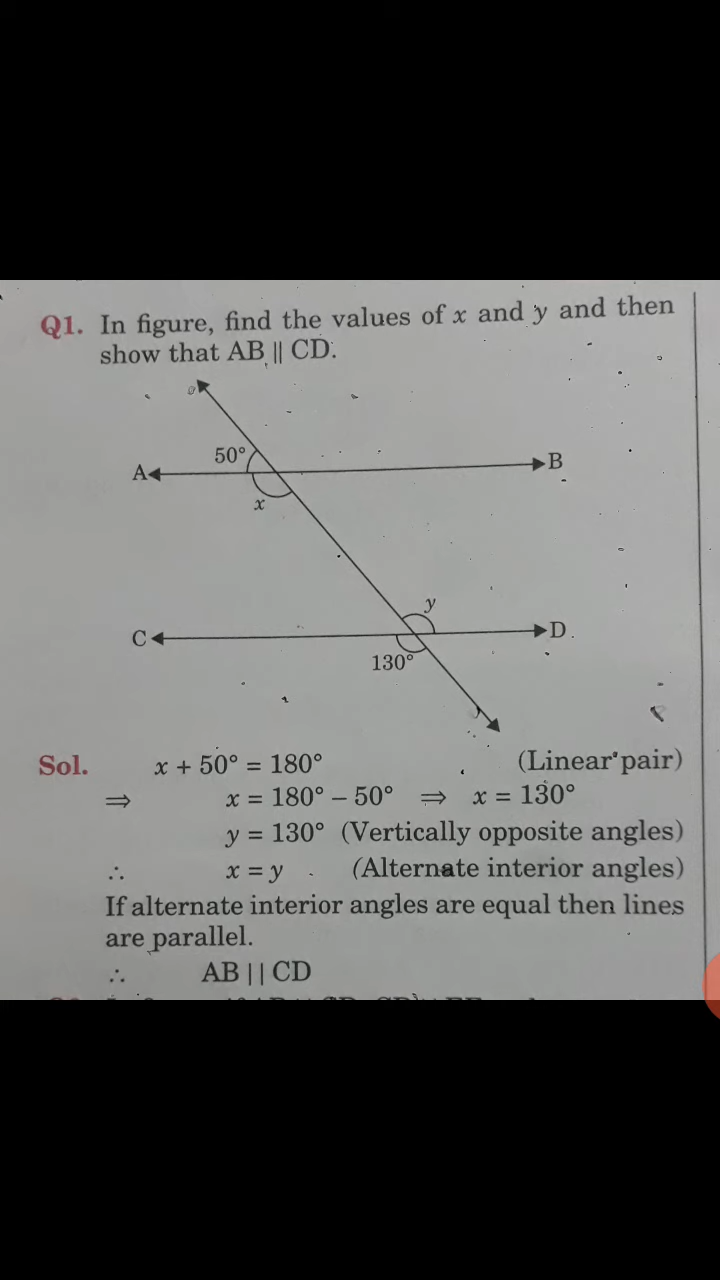 Q1. In figure, find the values of x and y and then
show that AB || CD.
50°
A
B
x
y
C
D
130°
Sol. x + 50° = 180° (Linear pair)
⇒ x = 180° – 50° ⇒ x = 130°
y = 130° (Vertically opposite angles)
∴ x = y (Alternate interior angles)
If alternate interior angles are equal then lines
are parallel.
∴ AB || CD